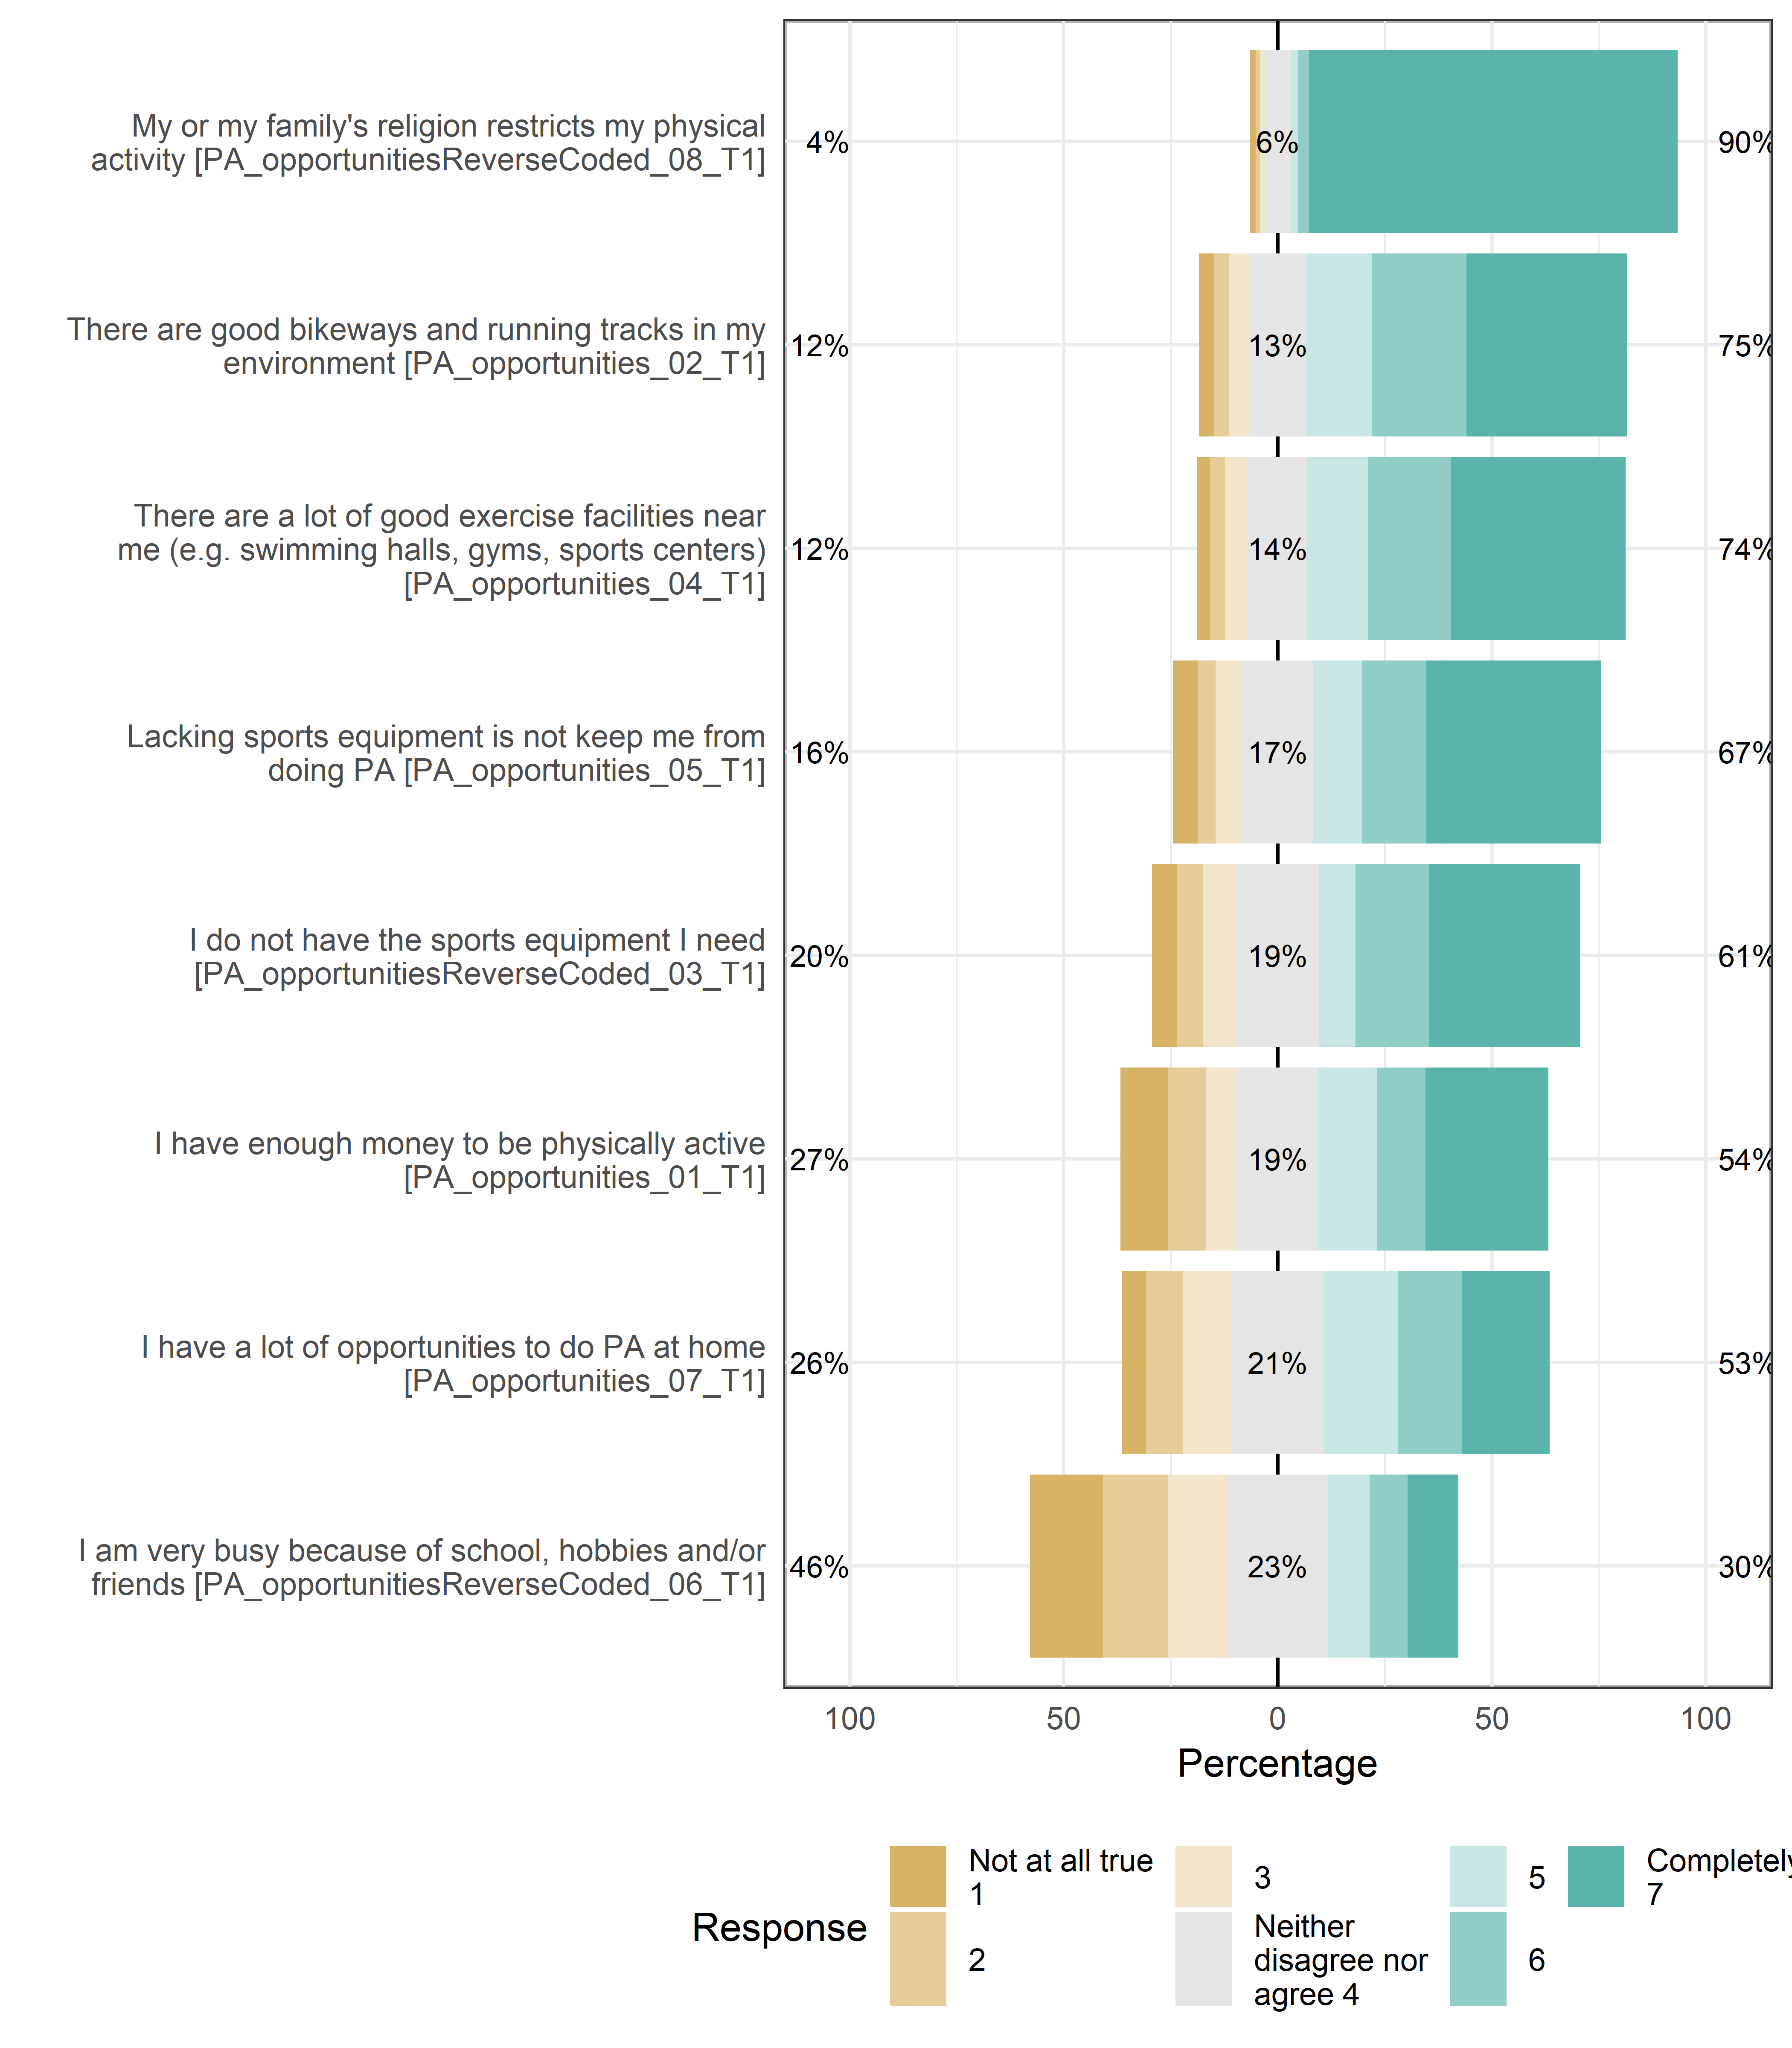 My or my family's religion restricts my physical
activity [PA_opportunitiesReverseCoded_08_T1]
4%
6%
90%
There are good bikeways and running tracks in my
environment [PA_opportunities_02_T1]
12%
13%
75%
There are a lot of good exercise facilities near
me (e.g. swimming halls, gyms, sports centers)
[PA_opportunities_04_T1]
12%
14%
74%
Lacking sports equipment is not keep me from
doing PA [PA_opportunities_05_T1]
16%
17%
67%
I do not have the sports equipment I need
[PA_opportunitiesReverseCoded_03_T1]
20%
19%
61%
I have enough money to be physically active
[PA_opportunities_01_T1]
27%
19%
54%
I have a lot of opportunities to do PA at home
[PA_opportunities_07_T1]
26%
21%
53%
I am very busy because of school, hobbies and/or
friends [PA_opportunitiesReverseCoded_06_T1]
46%
23%
30%
100 50 0 50 100
Percentage
Response
Not at all true
1
2
3
Neither
disagree nor
agree 4
5
6
Completely
7